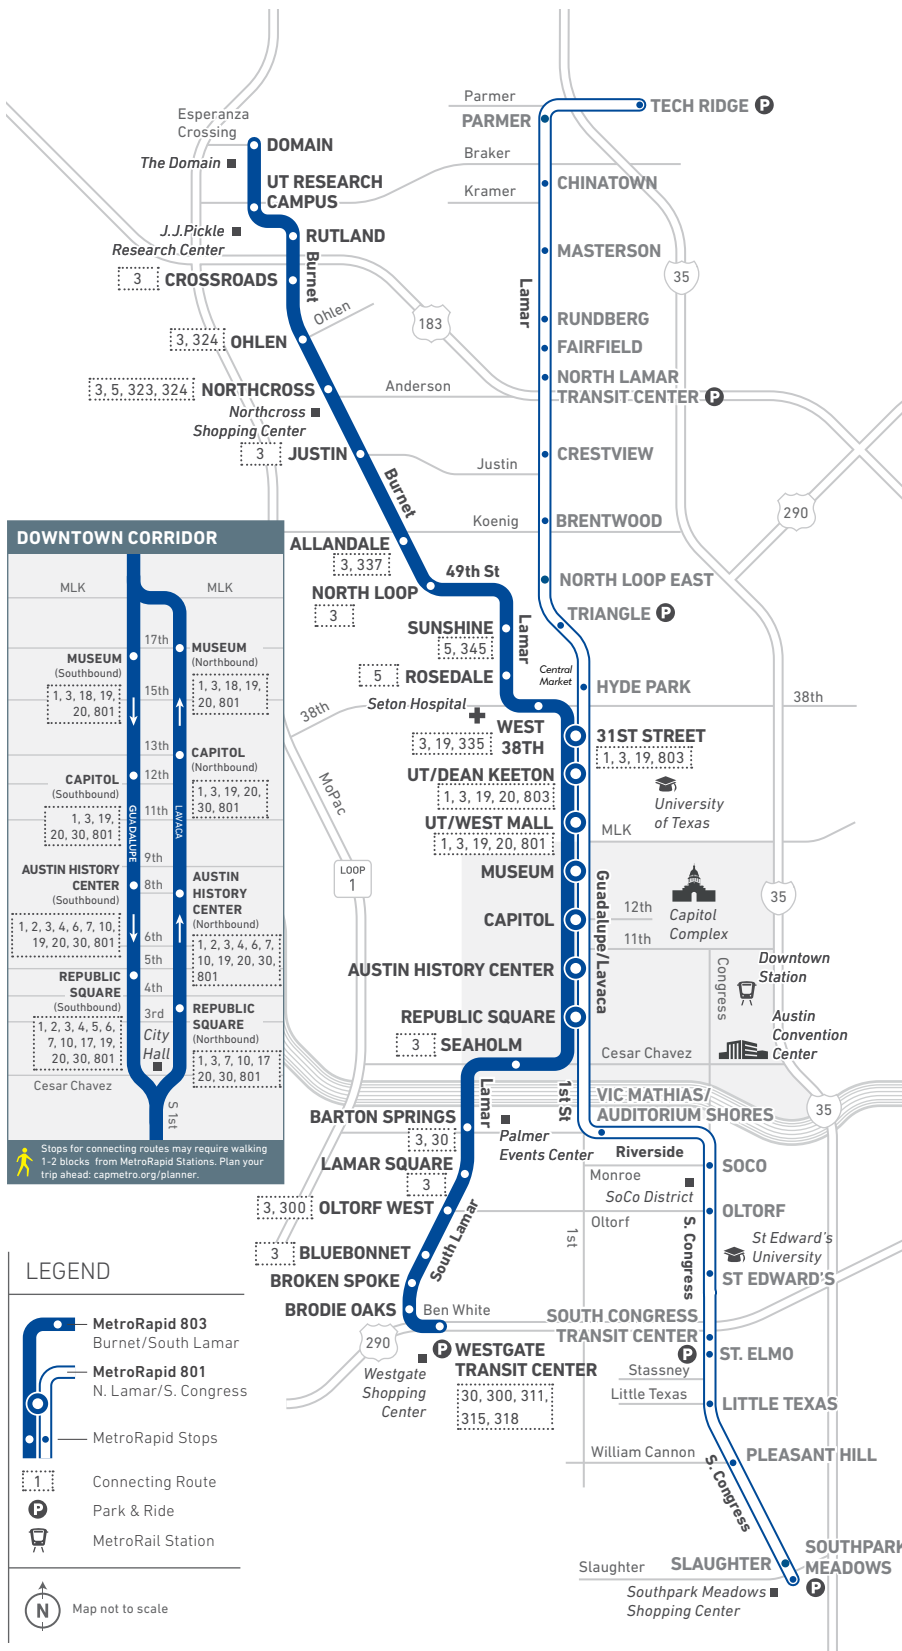 Parmer
TECH RIDGE P
PARMER
Esperanza
Crossing
DOMAIN
Braker
The Domain
UT RESEARCH
CAMPUS
CHINATOWN
Kramer
J.J.Pickle
Research Center
RUTLAND
MASTERSON
Burnet
3
CROSSROADS
35
Lamar
Ohlen
183
RUNDBERG
3, 324
OHLEN
FAIRFIELD
3, 5, 323, 324
NORTHCROSS
Anderson
NORTH LAMAR
TRANSIT CENTER P
Northcross
Shopping Center
3
JUSTIN
Justin
CRESTVIEW
Burnet
290
Koenig
BRENTWOOD
ALLANDALE
3, 337
49th St
NORTH LOOP
3
NORTH LOOP EAST
TRIANGLE P
SUNSHINE
5, 345
Lamar
5
ROSEDALE
Central
Market
HYDE PARK
Seton Hospital
38th
38th
WEST
38TH
3, 19, 335
31ST STREET
1, 3, 19, 803
UT/DEAN KEETON
1, 3, 19, 20, 803
MoPac
University
of Texas
UT/WEST MALL
1, 3, 19, 20, 801
MLK
LOOP
1
MUSEUM
Guadalupe/Lavaca
CAPITOL
12th
11th
Capitol
Complex
35
AUSTIN HISTORY CENTER
Congress
Downtown
Station
REPUBLIC SQUARE
Austin
Convention
Center
3
SEAHOLM
Cesar Chavez
Lamar
1st St
VIC MATHIAS/
AUDITORIUM SHORES
35
BARTON SPRINGS
3, 30
Palmer
Events Center
Riverside
LAMAR SQUARE
3
Monroe
SOCO
SoCo District
3, 300
OLTORF WEST
Oltorf
OLTORF
1st
S. Congress
South Lamar
3
BLUEBONNET
St Edward's
University
BROKEN SPOKE
ST EDWARD'S
BRODIE OAKS
Ben White
SOUTH CONGRESS
TRANSIT CENTER
290
P
WESTGATE
TRANSIT CENTER
P
ST. ELMO
Westgate
Shopping
Center
30, 300, 311,
315, 318
Stassney
Little Texas
LITTLE TEXAS
William Cannon
PLEASANT HILL
S. Congress
Slaughter
SLAUGHTER
SOUTHPARK
MEADOWS
P
Southpark Meadows
Shopping Center
DOWNTOWN CORRIDOR
MLK
MLK
17th
MUSEUM
(Southbound)
1, 3, 18, 19,
20, 801
MUSEUM
(Northbound)
1, 3, 18, 19,
20, 801
15th
13th
CAPITOL
(Northbound)
1, 3, 19, 20,
30, 801
CAPITOL
(Southbound)
1, 3, 19,
20, 30, 801
12th
11th
GUADALUPE
LAVACA
9th
AUSTIN HISTORY
CENTER
(Southbound)
1, 2, 3, 4, 6, 7, 10,
19, 20, 30, 801
8th
AUSTIN
HISTORY
CENTER
(Northbound)
1, 2, 3, 4, 6, 7,
10, 19, 20, 30,
801
6th
5th
REPUBLIC
SQUARE
(Southbound)
1, 2, 3, 4, 5, 6,
7, 10, 17, 19,
20, 30, 801
4th
3rd
REPUBLIC
SQUARE
(Northbound)
1, 3, 7, 10, 17
20, 30, 801
City
Hall
Cesar Chavez
S 1st
Stops for connecting routes may require walking
1–2 blocks from MetroRapid Stations. Plan your
trip ahead: capmetro.org/planner.
LEGEND
MetroRapid 803
Burnet/South Lamar
MetroRapid 801
N. Lamar/S. Congress
MetroRapid Stops
1
Connecting Route
P
Park & Ride
MetroRail Station
N
Map not to scale